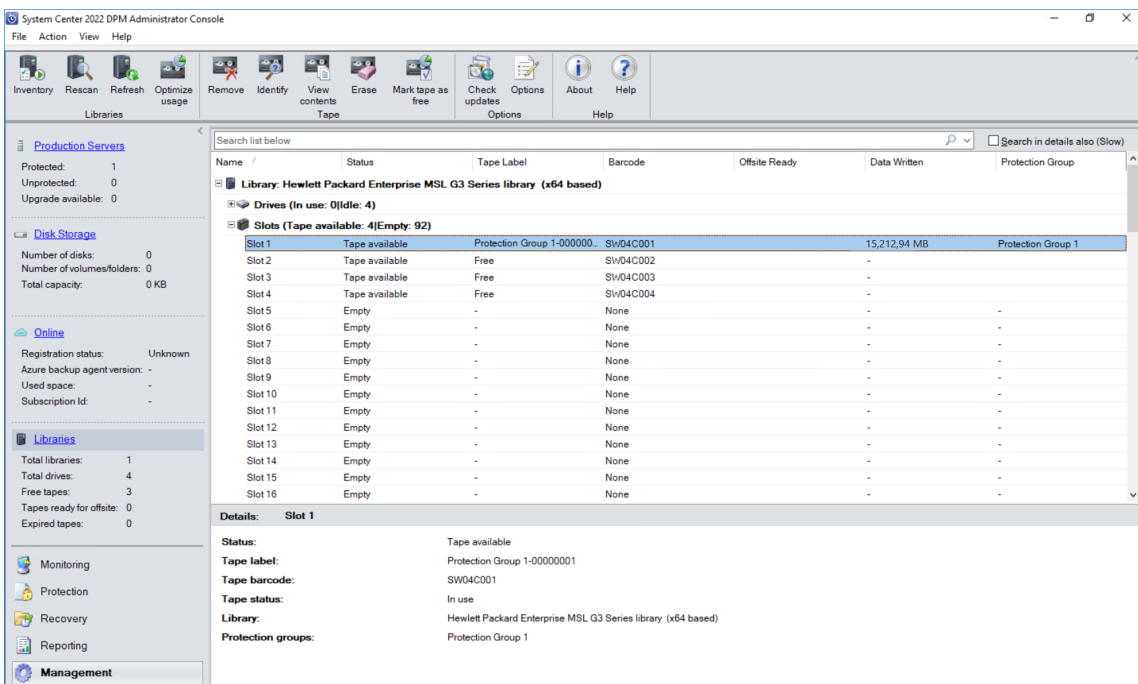 System Center 2022 DPM Administrator Console
File Action View Help
Inventory Rescan Refresh Optimize usage
Libraries
Remove Identify View contents Erase Mark tape as free
Tape
Check updates Options
Options
About Help
Help
Production Servers
Protected: 1
Unprotected: 0
Upgrade available: 0
Disk Storage
Number of disks: 0
Number of volumes/folders: 0
Total capacity: 0 KB
Online
Registration status: Unknown
Azure backup agent version: -
Used space: -
Subscription Id: -
Libraries
Total libraries: 1
Total drives: 4
Free tapes: 3
Tapes ready for offsite: 0
Expired tapes: 0
Monitoring
Protection
Recovery
Reporting
Management
Search list below
Search in details also (Slow)
Name Status Tape Label Barcode Offsite Ready Data Written Protection Group
Library: Hewlett Packard Enterprise MSL G3 Series library (x64 based)
Drives (In use: 0|Idle: 4)
Slots (Tape available: 4|Empty: 92)
Slot 1 Tape available Protection Group 1-000000... SW04C001 15,212,94 MB Protection Group 1
Slot 2 Tape available Free SW04C002 -
Slot 3 Tape available Free SW04C003 -
Slot 4 Tape available Free SW04C004 -
Slot 5 Empty - None - -
Slot 6 Empty - None - -
Slot 7 Empty - None - -
Slot 8 Empty - None - -
Slot 9 Empty - None - -
Slot 10 Empty - None - -
Slot 11 Empty - None - -
Slot 12 Empty - None - -
Slot 13 Empty - None - -
Slot 14 Empty - None - -
Slot 15 Empty - None - -
Slot 16 Empty - None - -
Details: Slot 1
Status: Tape available
Tape label: Protection Group 1-00000001
Tape barcode: SW04C001
Tape status: In use
Library: Hewlett Packard Enterprise MSL G3 Series library (x64 based)
Protection groups: Protection Group 1